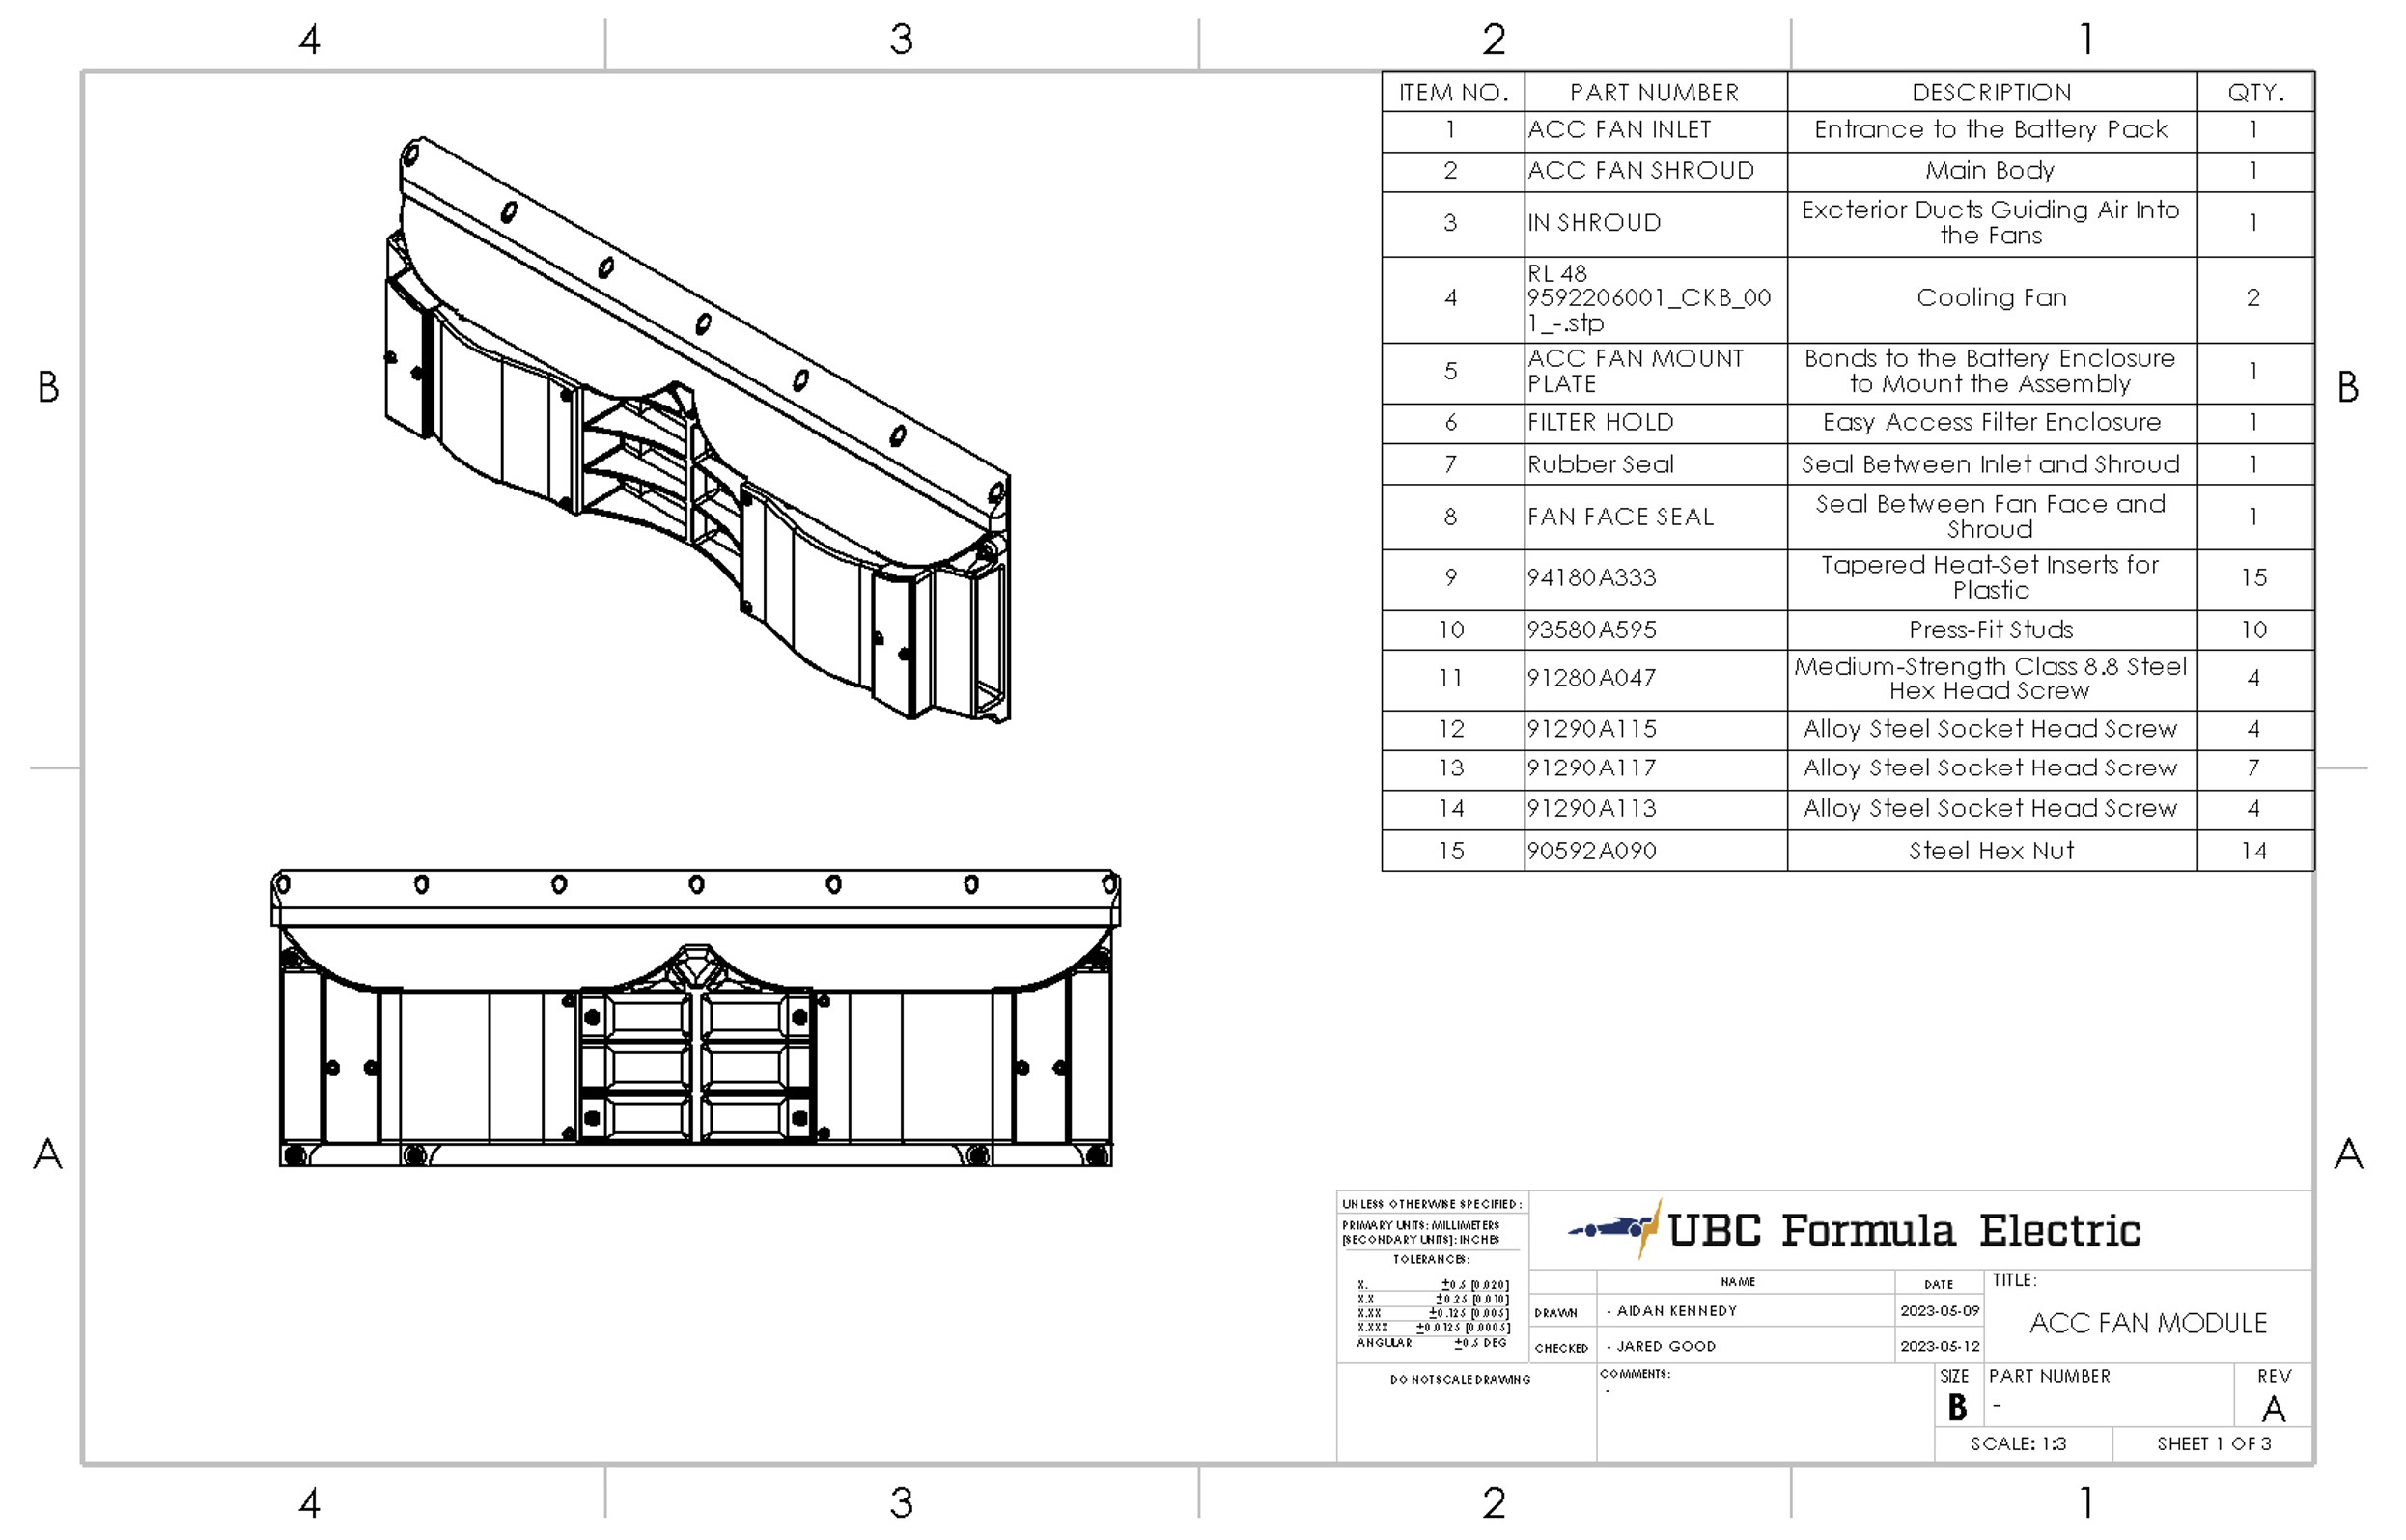 4 3 2 1
ITEM NO. PART NUMBER DESCRIPTION QTY.
1 ACC FAN INLET Entrance to the Battery Pack 1
2 ACC FAN SHROUD Main Body 1
3 IN SHROUD Excterior Ducts Guiding Air Into the Fans 1
4 RL 48 9592206001_CKB_001_-.stp Cooling Fan 2
5 ACC FAN MOUNT PLATE Bonds to the Battery Enclosure to Mount the Assembly 1
6 FILTER HOLD Easy Access Filter Enclosure 1
7 Rubber Seal Seal Between Inlet and Shroud 1
8 FAN FACE SEAL Seal Between Fan Face and Shroud 1
9 94180A333 Tapered Heat-Set Inserts for Plastic 15
10 93580A595 Press-Fit Studs 10
11 91280A047 Medium-Strength Class 8.8 Steel Hex Head Screw 4
12 91290A115 Alloy Steel Socket Head Screw 4
13 91290A117 Alloy Steel Socket Head Screw 7
14 91290A113 Alloy Steel Socket Head Screw 4
15 90592A090 Steel Hex Nut 14
B B
A A
UNLESS OTHERWISE SPECIFIED:
PRIMARY UNITS: MILLIMETERS
[SECONDARY UNITS]: INCHES
TOLERANCES:
X. ±0.5 [0.020]
X.X ±0.25 [0.010]
X.XX ±0.125 [0.005]
X.XXX ±0.0125 [0.0005]
ANGULAR ±0.5 DEG
DO NOT SCALE DRAWING
UBC Formula Electric
NAME DATE
DRAWN - AIDAN KENNEDY 2023-05-09
CHECKED - JARED GOOD 2023-05-12
COMMENTS:
-
TITLE:
ACC FAN MODULE
SIZE PART NUMBER REV
B - A
SCALE: 1:3 SHEET 1 OF 3
4 3 2 1